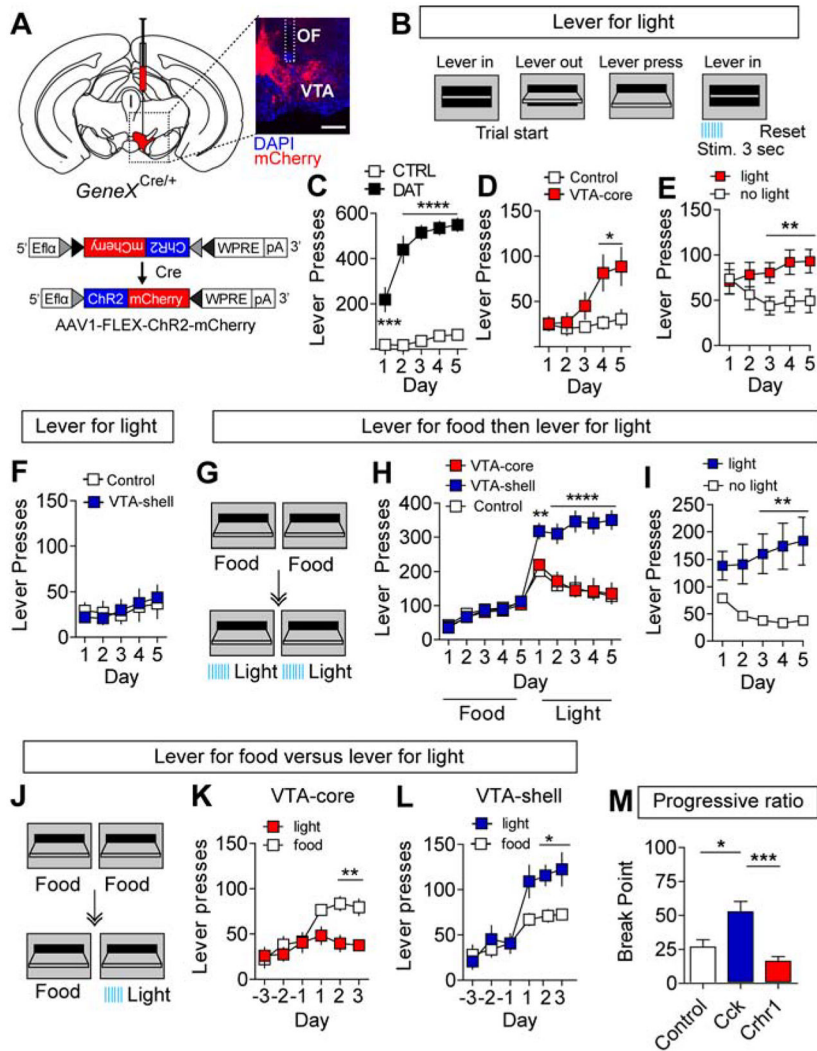 A
OF
VTA
DAPI
mCherry
GeneX Cre/+
5' Eflα mCherry ChR2 WPRE pA 3'
Cre
5' Eflα ChR2 mCherry WPRE pA 3'
AAV1-FLEX-ChR2-mCherry
B
Lever for light
Lever in Lever out Lever press Lever in
Trial start
Reset
Stim. 3 sec
C
CTRL
DAT
****
***
Lever Presses
600
400
200
1 2 3 4 5
Day
D
Control
VTA-core
*
Lever Presses
150
100
50
0
1 2 3 4 5
Day
E
light
no light
**
Lever Presses
150
100
50
0
1 2 3 4 5
Day
Lever for light
F
Control
VTA-shell
Lever Presses
150
100
50
0
1 2 3 4 5
Day
Lever for food then lever for light
G
Food Food
Light Light
H
VTA-core
VTA-shell
Control
****
**
Lever Presses
400
300
200
100
0
1 2 3 4 5 1 2 3 4 5
Day
Food Light
I
light
no light
**
Lever Presses
250
200
150
100
50
0
1 2 3 4 5
Day
Lever for food versus lever for light
J
Food Food
Food Light
K
VTA-core
light
food
**
Lever presses
150
100
50
0
-3 -2 -1 1 2 3
Day
L
VTA-shell
light
food
*
Lever presses
150
100
50
0
-3 -2 -1 1 2 3
Day
M
Progressive ratio
* ***
Break Point
100
75
50
25
0
Control
Cck
Crhr1